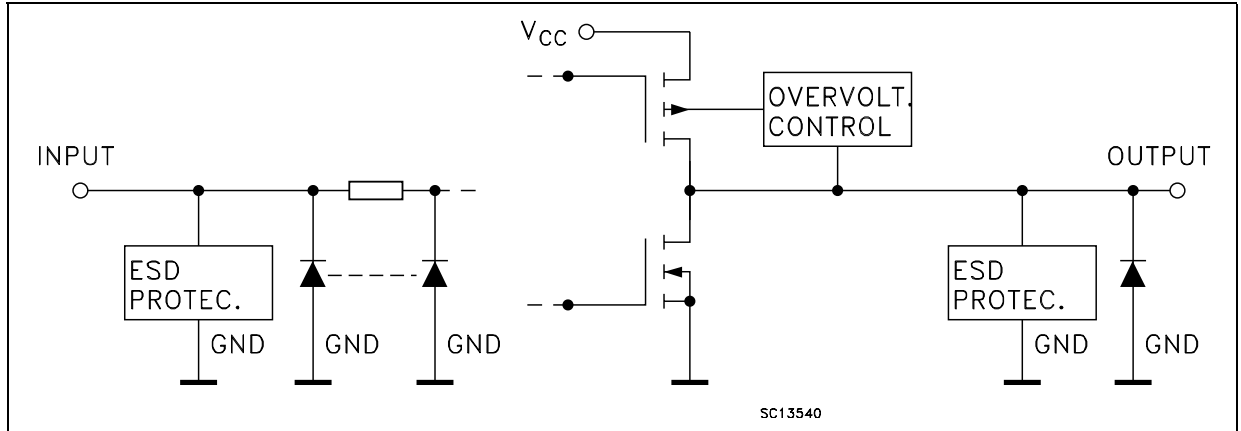 VCC
OVERVOLT.
CONTROL
INPUT
OUTPUT
ESD
PROTEC.
ESD
PROTEC.
GND
GND
GND
GND
GND
SC13540